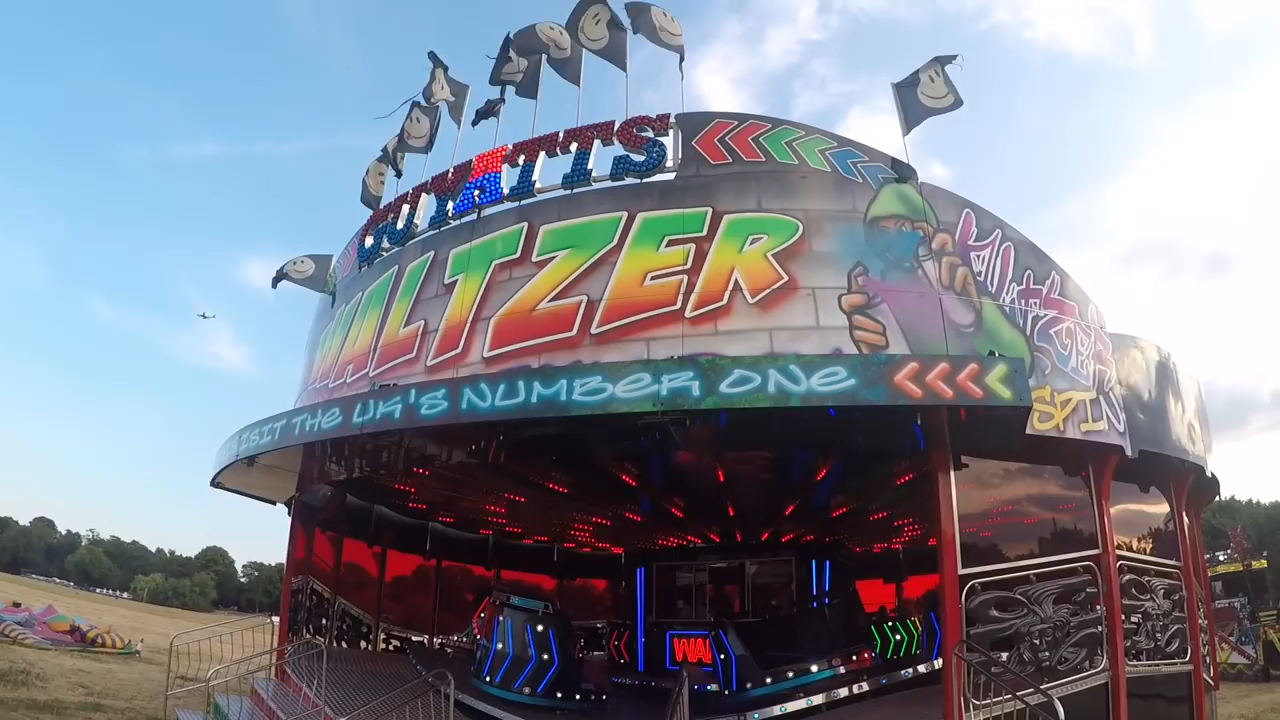 GUYATTS
WALTZER
VISIT THE UK'S NUMBER ONE
WALTZER
SPIN
WAL